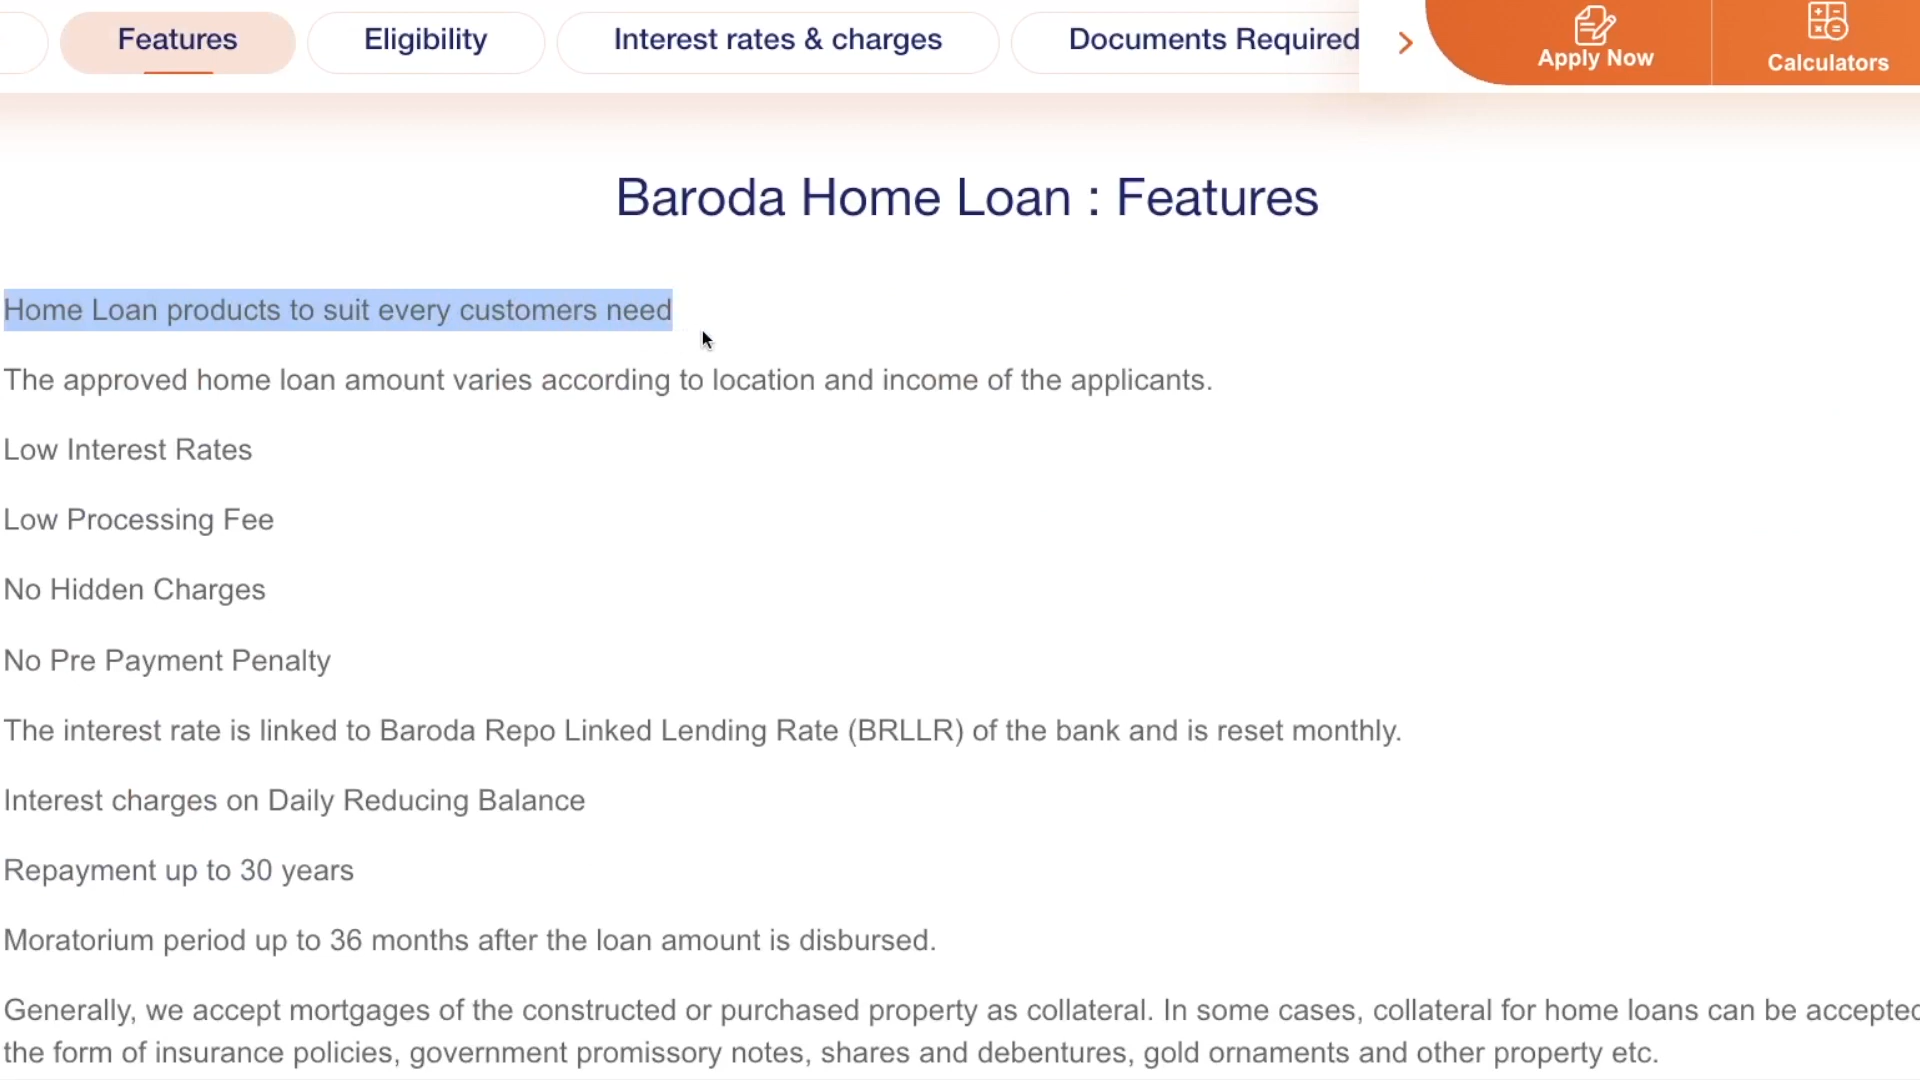 Features
Eligibility
Interest rates & charges
Documents Required
Apply Now
Calculators
Baroda Home Loan : Features
Home Loan products to suit every customers need
The approved home loan amount varies according to location and income of the applicants.
Low Interest Rates
Low Processing Fee
No Hidden Charges
No Pre Payment Penalty
The interest rate is linked to Baroda Repo Linked Lending Rate (BRLLR) of the bank and is reset monthly.
Interest charges on Daily Reducing Balance
Repayment up to 30 years
Moratorium period up to 36 months after the loan amount is disbursed.
Generally, we accept mortgages of the constructed or purchased property as collateral. In some cases, collateral for home loans can be accepted
the form of insurance policies, government promissory notes, shares and debentures, gold ornaments and other property etc.